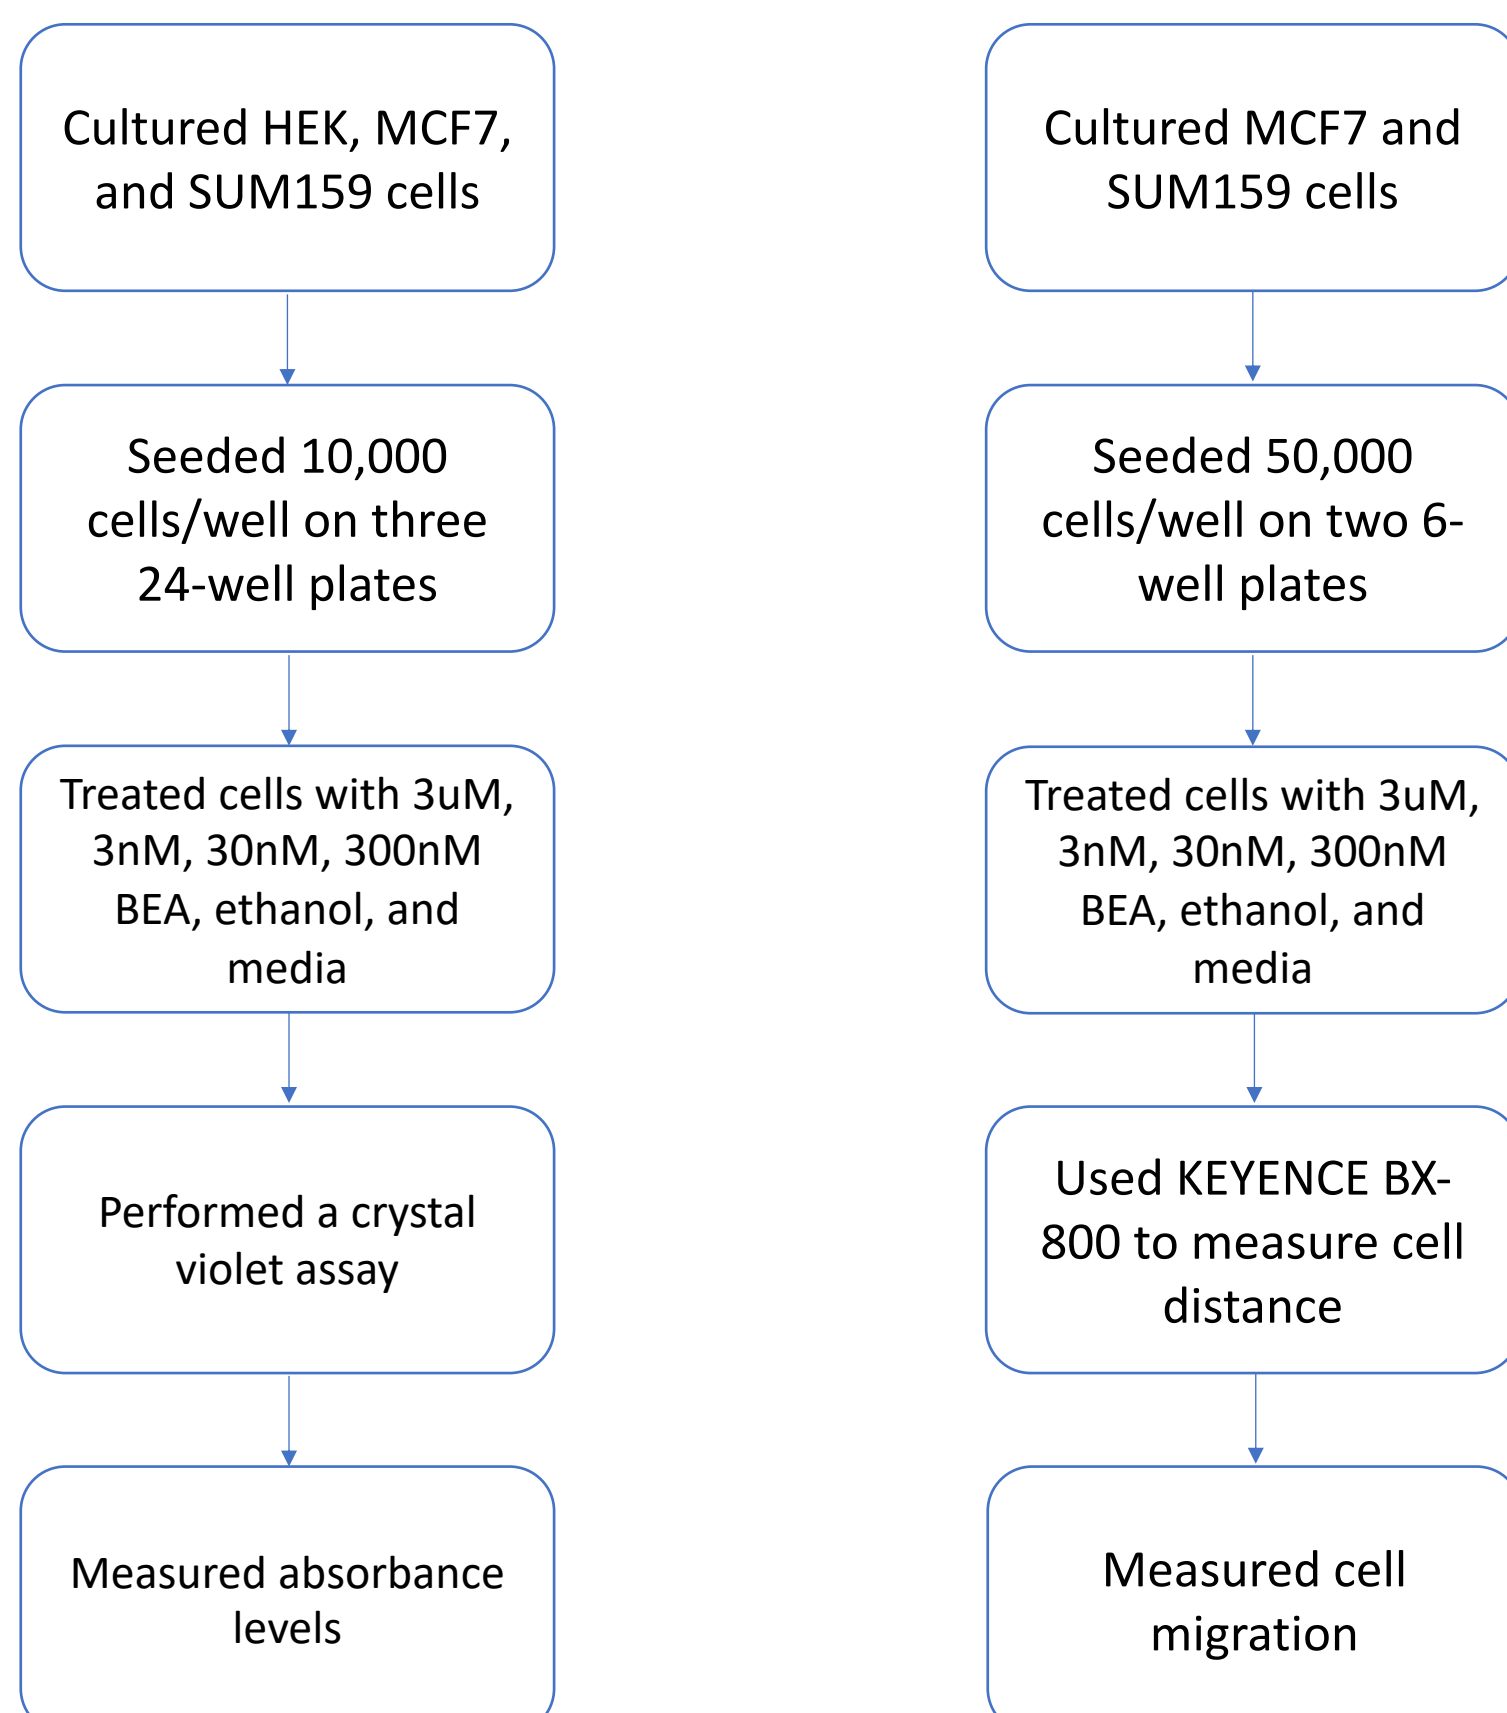 Cultured HEK, MCF7,
and SUM159 cells
Seeded 10,000
cells/well on three
24-well plates
Treated cells with 3uM,
3nM, 30nM, 300nM
BEA, ethanol, and
media
Performed a crystal
violet assay
Measured absorbance
levels
Cultured MCF7 and
SUM159 cells
Seeded 50,000
cells/well on two 6-
well plates
Treated cells with 3uM,
3nM, 30nM, 300nM
BEA, ethanol, and
media
Used KEYENCE BX-
800 to measure cell
distance
Measured cell
migration